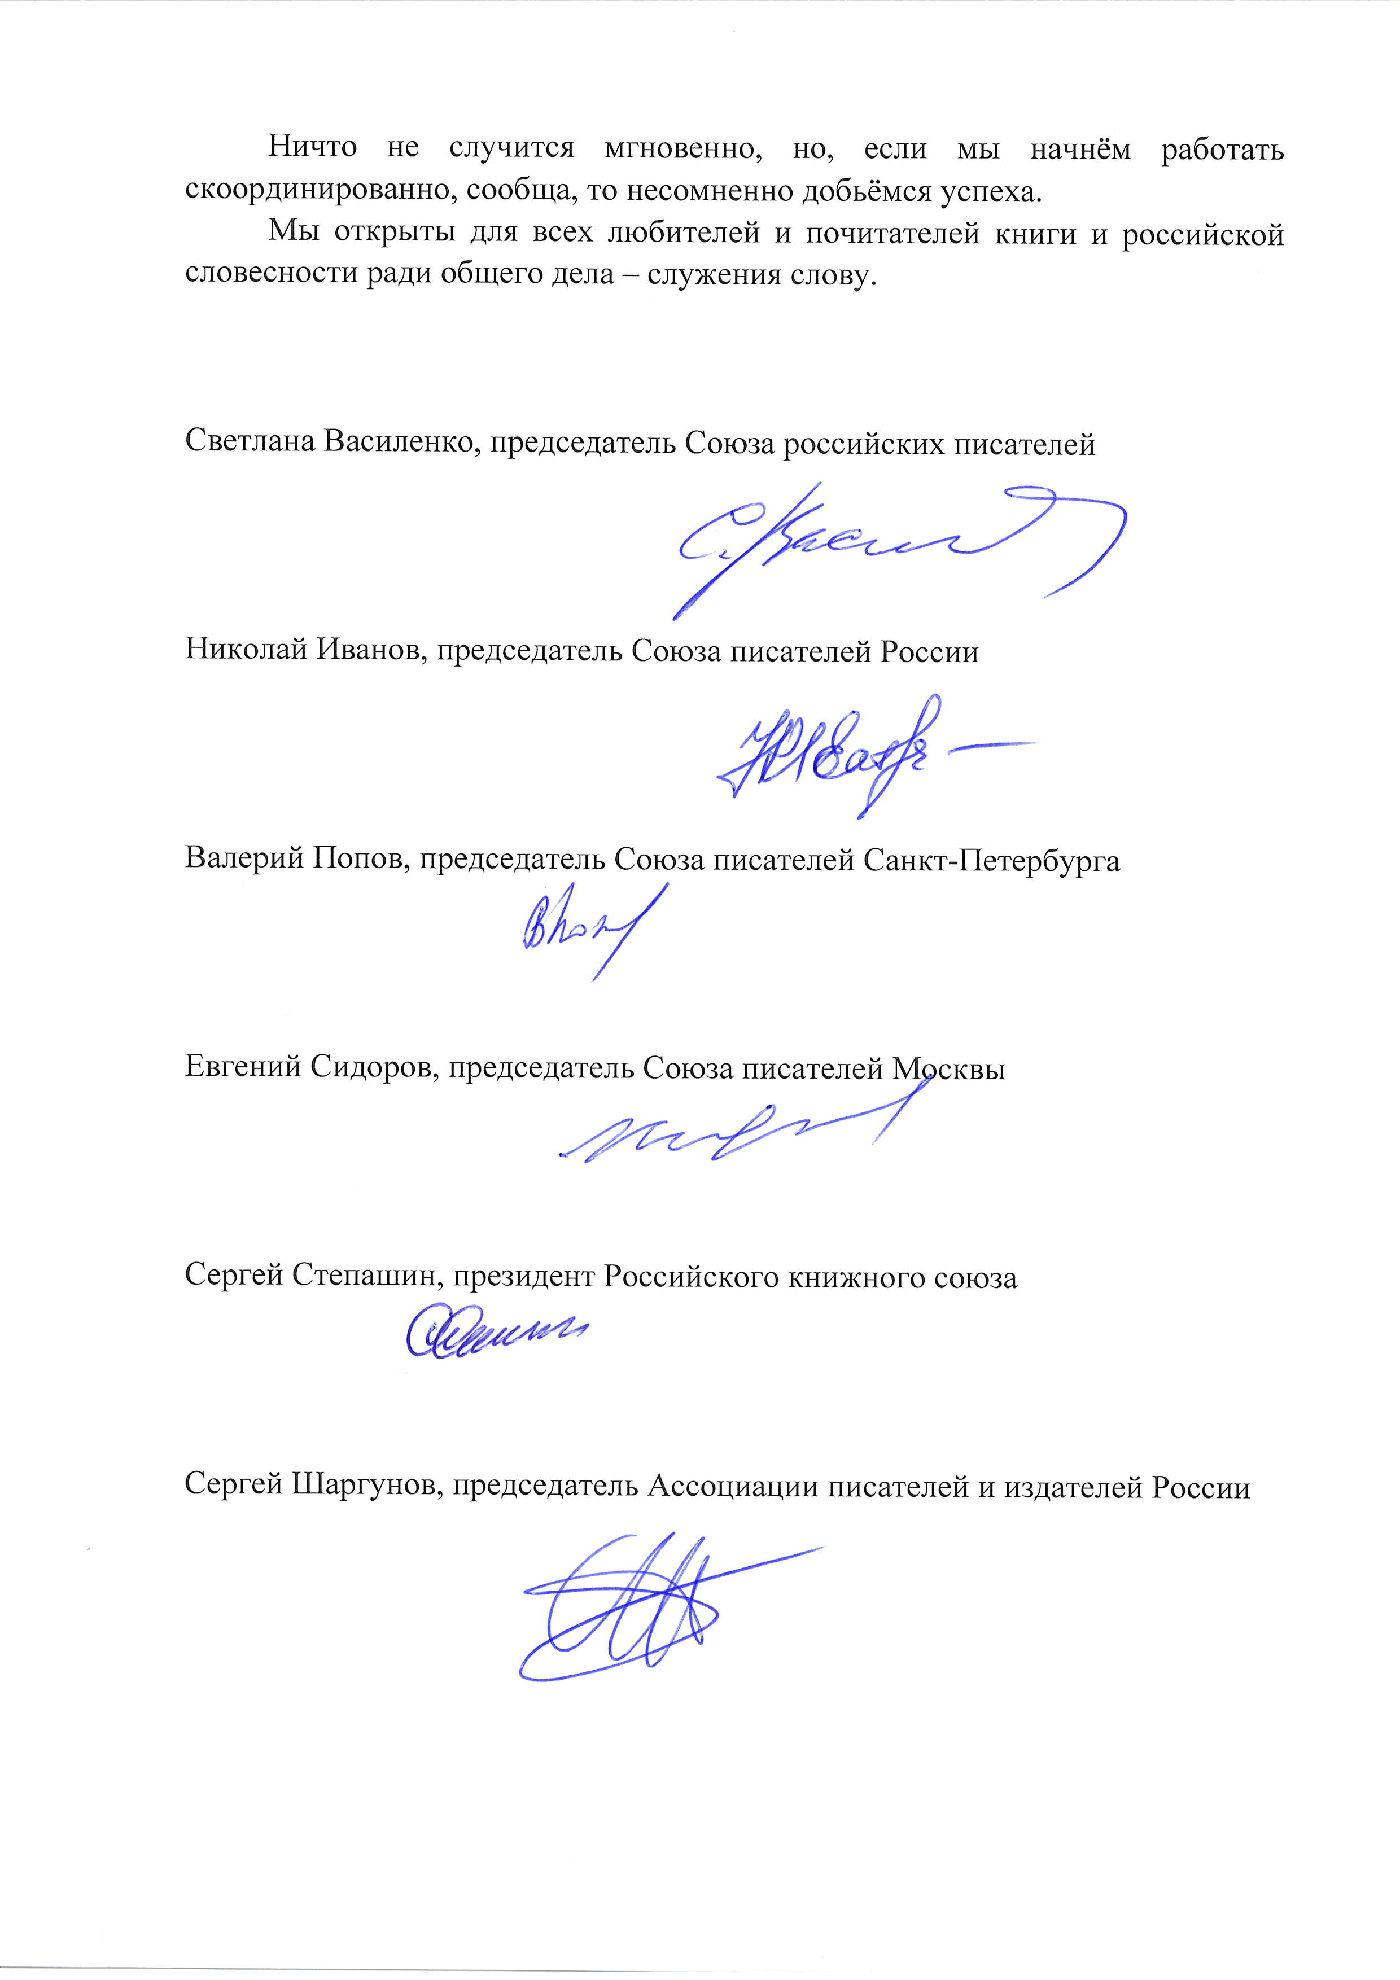 Ничто не случится мгновенно, но, если мы начнём работать
скоординированно, сообща, то несомненно добьёмся успеха.
Мы открыты для всех любителей и почитателей книги и российской
словесности ради общего дела – служения слову.
Светлана Василенко, председатель Союза российских писателей
Николай Иванов, председатель Союза писателей России
Валерий Попов, председатель Союза писателей Санкт-Петербурга
Евгений Сидоров, председатель Союза писателей Москвы
Сергей Степашин, президент Российского книжного союза
Сергей Шаргунов, председатель Ассоциации писателей и издателей России